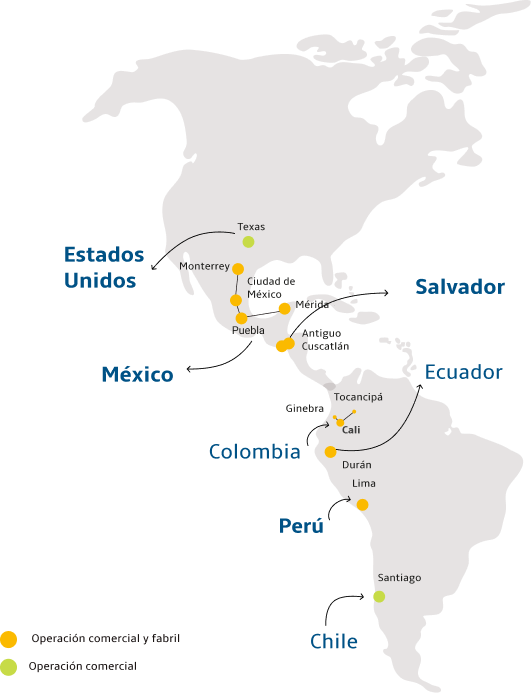 Texas
Estados
Unidos
Monterrey
Ciudad de
México
Salvador
Mérida
Puebla
Antiguo
Cuscatlán
México
Ecuador
Tocancipá
Ginebra
Cali
Colombia
Durán
Lima
Perú
Santiago
Chile
Operación comercial y fabril
Operación comercial